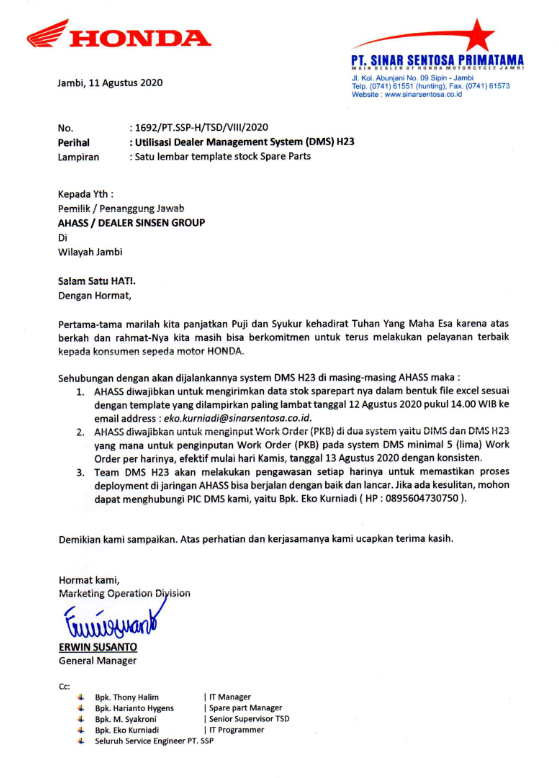 HONDA
PT. SINAR SENTOSA PRIMATAMA
MAIN DEALER OF HONDA MOTORCYCLE JAMBI
Jl. Kol. Abunjani No. 09 Sipin - Jambi
Telp. (0741) 61551 (hunting), Fax. (0741) 61573
Website : www.sinarsentosa.co.id
Jambi, 11 Agustus 2020
No. : 1692/PT.SSP-H/TSD/VIII/2020
Perihal : Utilisasi Dealer Management System (DMS) H23
Lampiran : Satu lembar template stock Spare Parts
Kepada Yth :
Pemilik / Penanggung Jawab
AHASS / DEALER SINSEN GROUP
Di
Wilayah Jambi
Salam Satu HATI.
Dengan Hormat,
Pertama-tama marilah kita panjatkan Puji dan Syukur kehadirat Tuhan Yang Maha Esa karena atas
berkah dan rahmat-Nya kita masih bisa berkomitmen untuk terus melakukan pelayanan terbaik
kepada konsumen sepeda motor HONDA.
Sehubungan dengan akan dijalankannya system DMS H23 di masing-masing AHASS maka :
1. AHASS diwajibkan untuk mengirimkan data stok sparepart nya dalam bentuk file excel sesuai
dengan template yang dilampirkan paling lambat tanggal 12 Agustus 2020 pukul 14.00 WIB ke
email address : eko.kurniadi@sinarsentosa.co.id.
2. AHASS diwajibkan untuk menginput Work Order (PKB) di dua system yaitu DIMS dan DMS H23
yang mana untuk penginputan Work Order (PKB) pada system DMS minimal 5 (lima) Work
Order per harinya, efektif mulai hari Kamis, tanggal 13 Agustus 2020 dengan konsisten.
3. Team DMS H23 akan melakukan pengawasan setiap harinya untuk memastikan proses
deployment di jaringan AHASS bisa berjalan dengan baik dan lancar. Jika ada kesulitan, mohon
dapat menghubungi PIC DMS kami, yaitu Bpk. Eko Kurniadi ( HP : 0895604730750 ).
Demikian kami sampaikan. Atas perhatian dan kerjasamanya kami ucapkan terima kasih.
Hormat kami,
Marketing Operation Division
ERWIN SUSANTO
General Manager
Cc:
Bpk. Thony Halim | IT Manager
Bpk. Harianto Hygens | Spare part Manager
Bpk. M. Syakroni | Senior Supervisor TSD
Bpk. Eko Kurniadi | IT Programmer
Seluruh Service Engineer PT. SSP